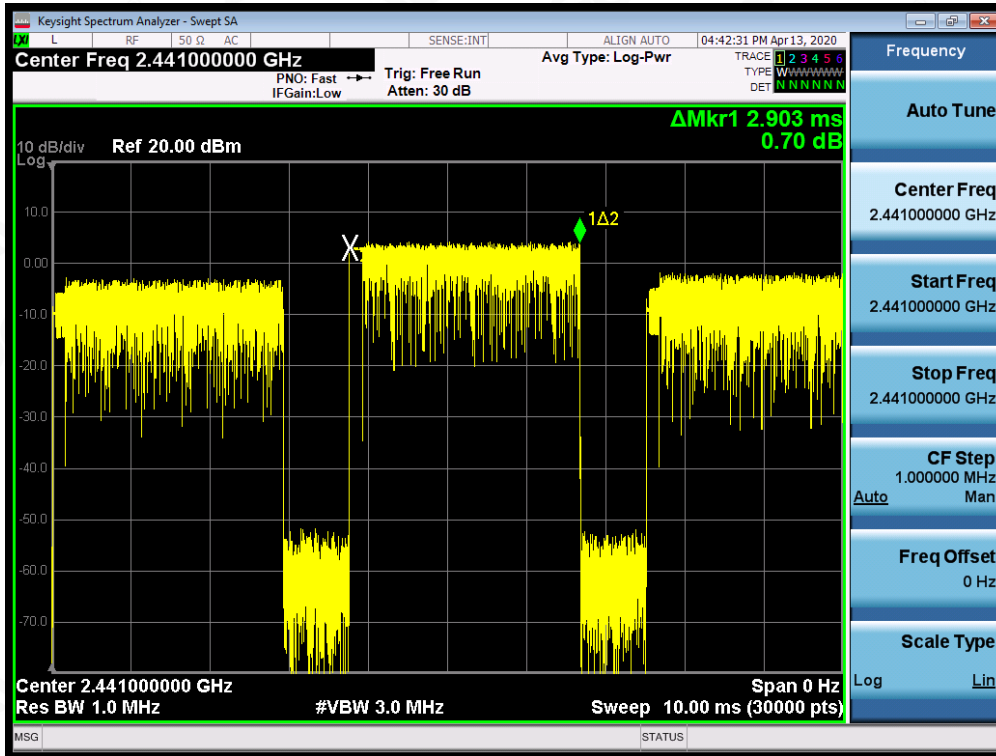 Keysight Spectrum Analyzer - Swept SA
LXI L RF 50 Ω AC SENSE:INT ALIGN AUTO 04:42:31 PM Apr 13, 2020
Center Freq 2.441000000 GHz
PNO: Fast
IFGain:Low
Trig: Free Run
Atten: 30 dB
Avg Type: Log-Pwr
TRACE 1 2 3 4 5 6
TYPE W W W W W W
DET N N N N N N
ΔMkr1 2.903 ms
0.70 dB
10 dB/div
Log
Ref 20.00 dBm
10.0
0.00
-10.0
-20.0
-30.0
-40.0
-50.0
-60.0
-70.0
1Δ2
Center 2.441000000 GHz
Span 0 Hz
Res BW 1.0 MHz
#VBW 3.0 MHz
Sweep 10.00 ms (30000 pts)
MSG
STATUS
Frequency
Auto Tune
Center Freq
2.441000000 GHz
Start Freq
2.441000000 GHz
Stop Freq
2.441000000 GHz
CF Step
1.000000 MHz
Auto Man
Freq Offset
0 Hz
Scale Type
Log Lin